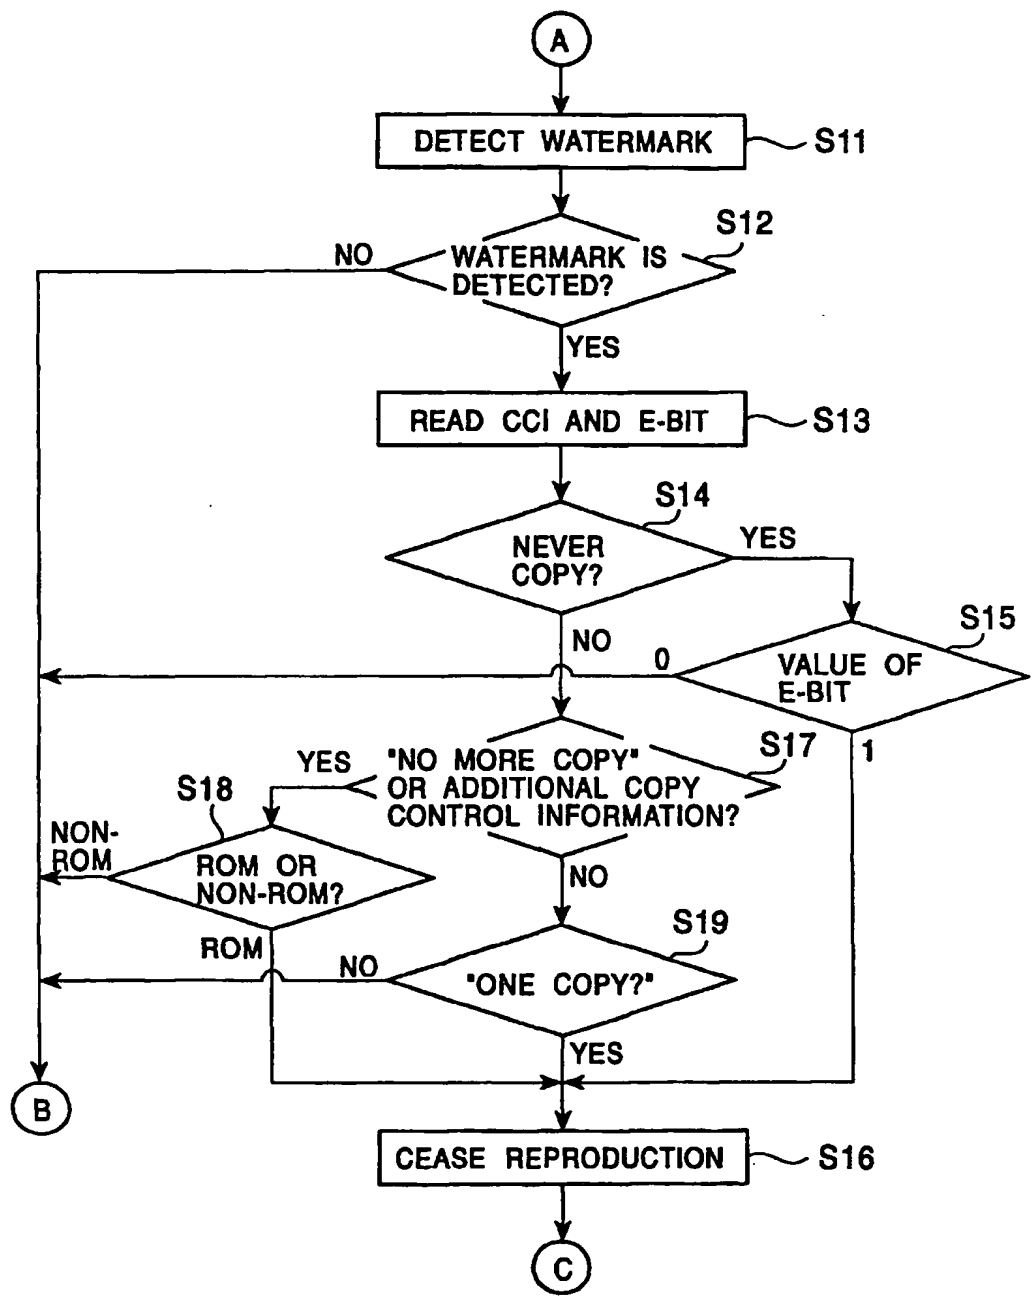 A
DETECT WATERMARK
S11
S12
NO
WATERMARK IS
DETECTED?
YES
READ CCI AND E-BIT
S13
S14
NEVER
COPY?
YES
NO
S15
0
VALUE OF
E-BIT
1
S17
"NO MORE COPY"
OR ADDITIONAL COPY
CONTROL INFORMATION?
YES
S18
NON-
ROM
ROM OR
NON-ROM?
NO
ROM
S19
NO
"ONE COPY?"
YES
B
CEASE REPRODUCTION
S16
C